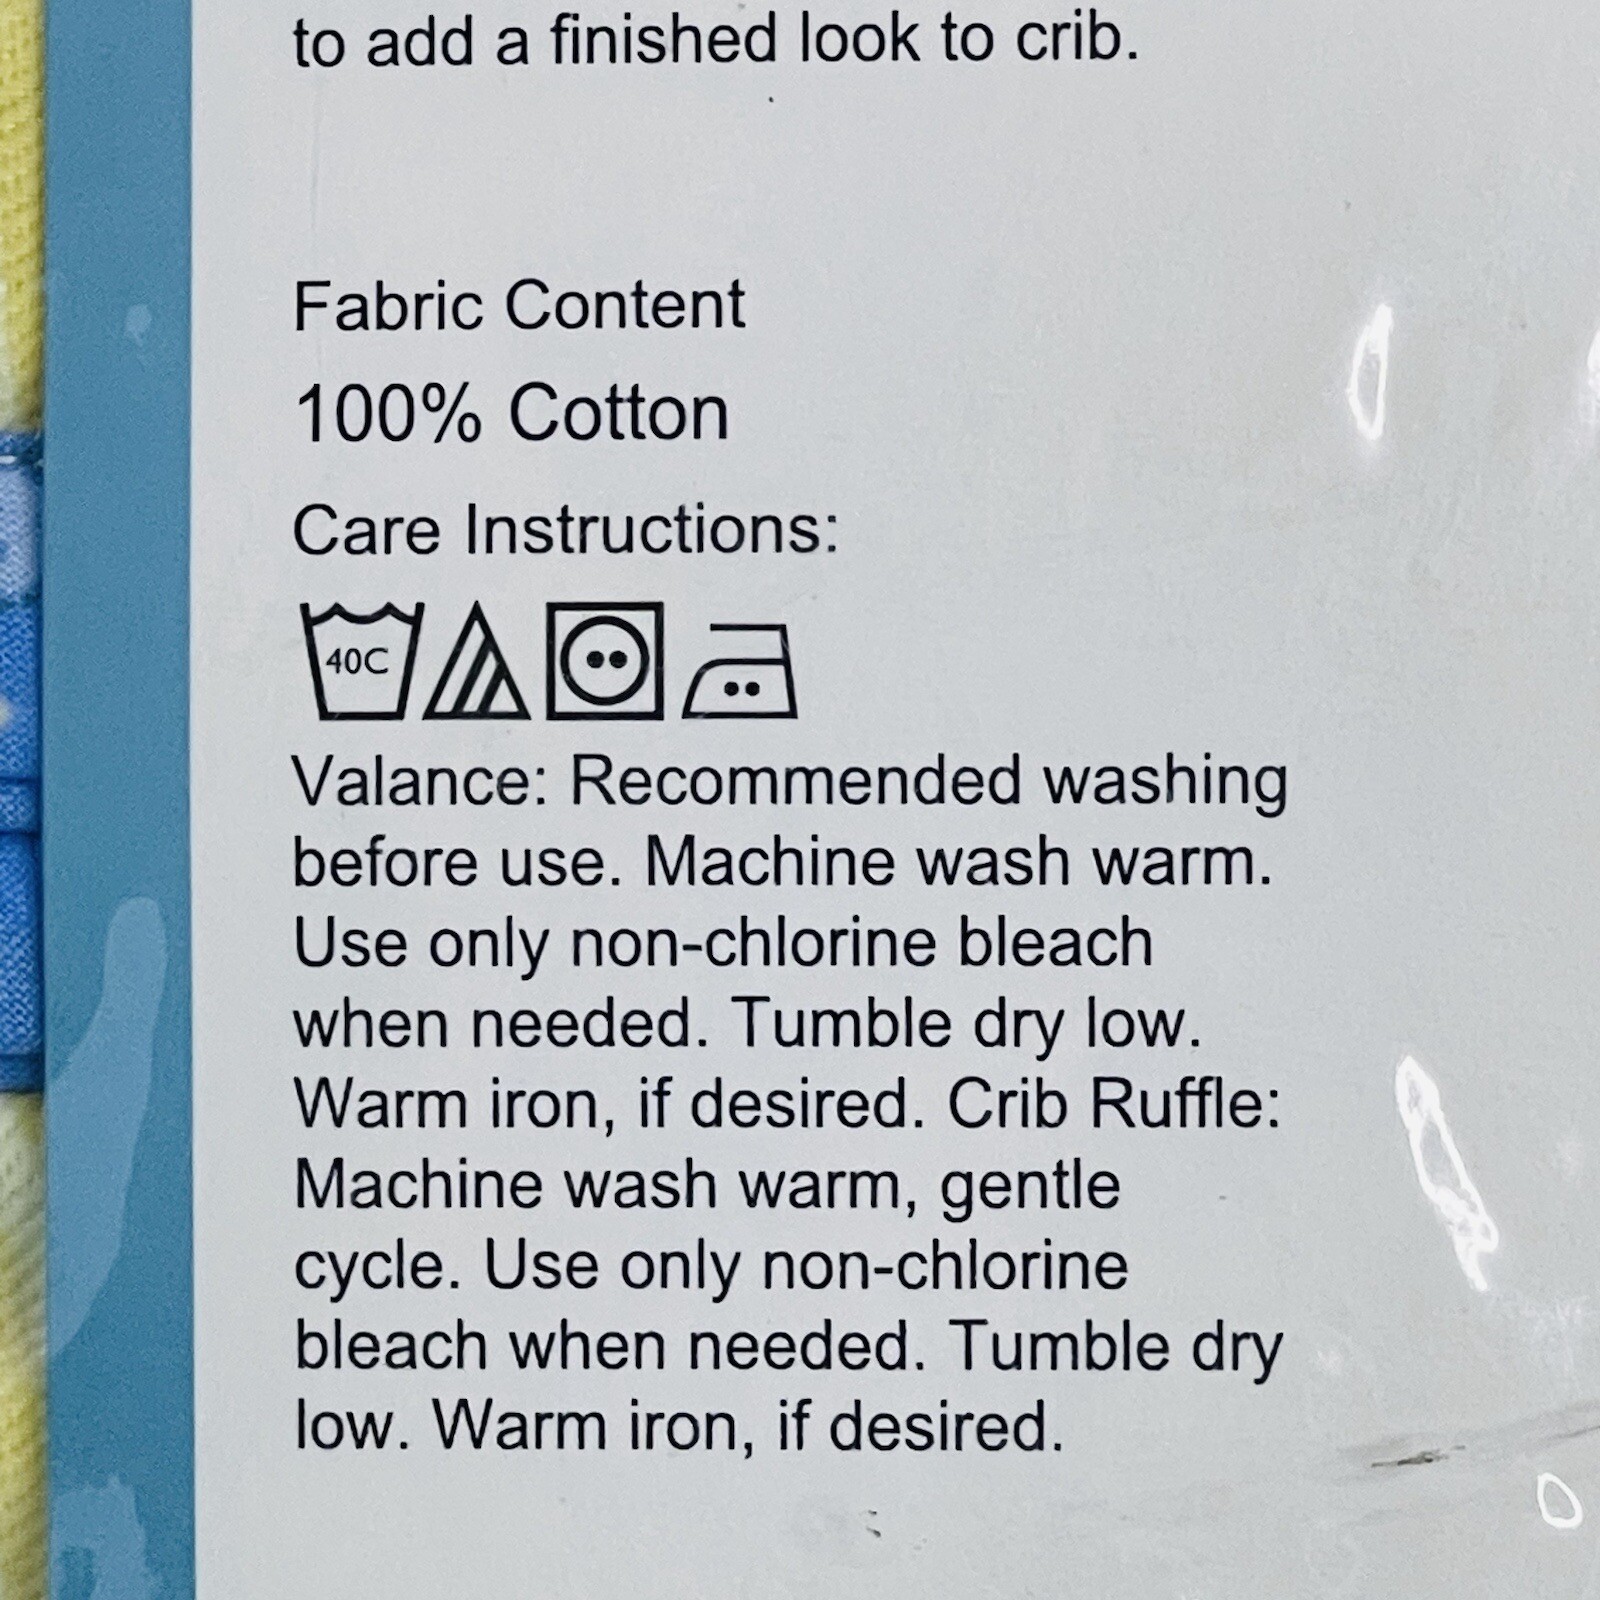 to add a finished look to crib.
Fabric Content
100% Cotton
Care Instructions:
40C
Valance: Recommended washing
before use. Machine wash warm.
Use only non-chlorine bleach
when needed. Tumble dry low.
Warm iron, if desired. Crib Ruffle:
Machine wash warm, gentle
cycle. Use only non-chlorine
bleach when needed. Tumble dry
low. Warm iron, if desired.